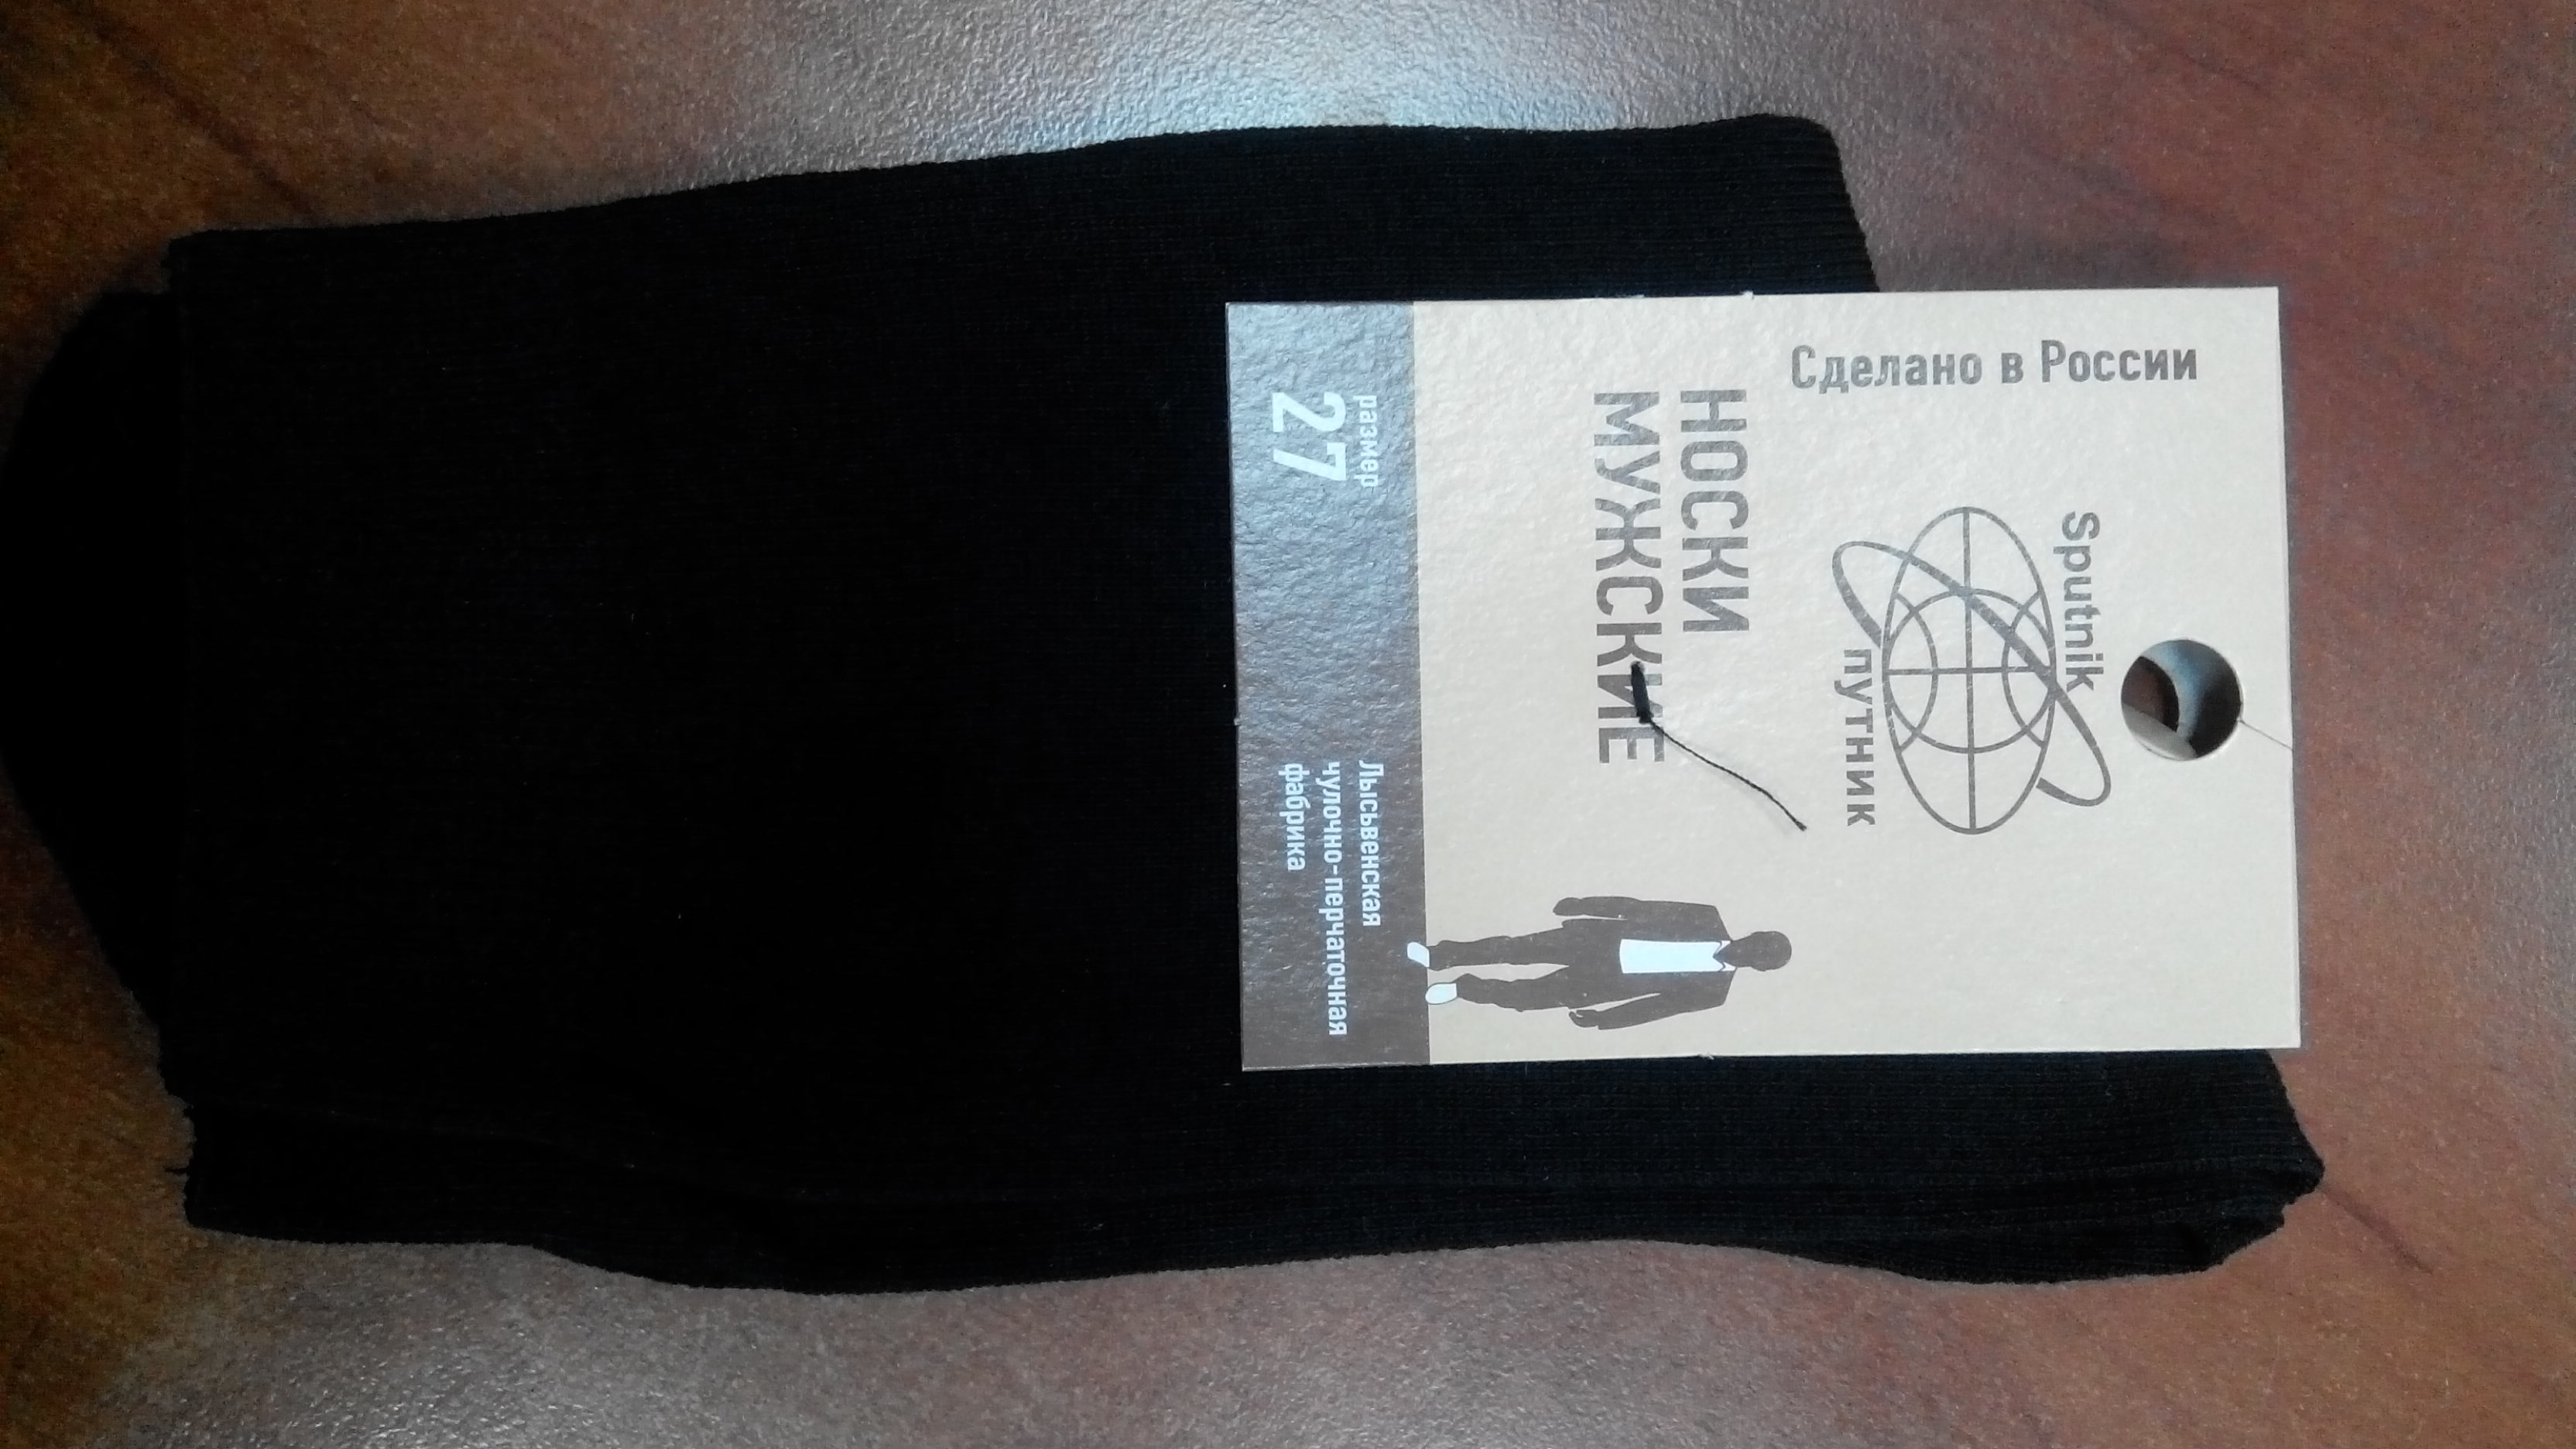 Сделано в России
Sputnik
путник
НОСКИ
МУЖСКИЕ
размер
27
Лысьвенская
чулочно-перчаточная
фабрика